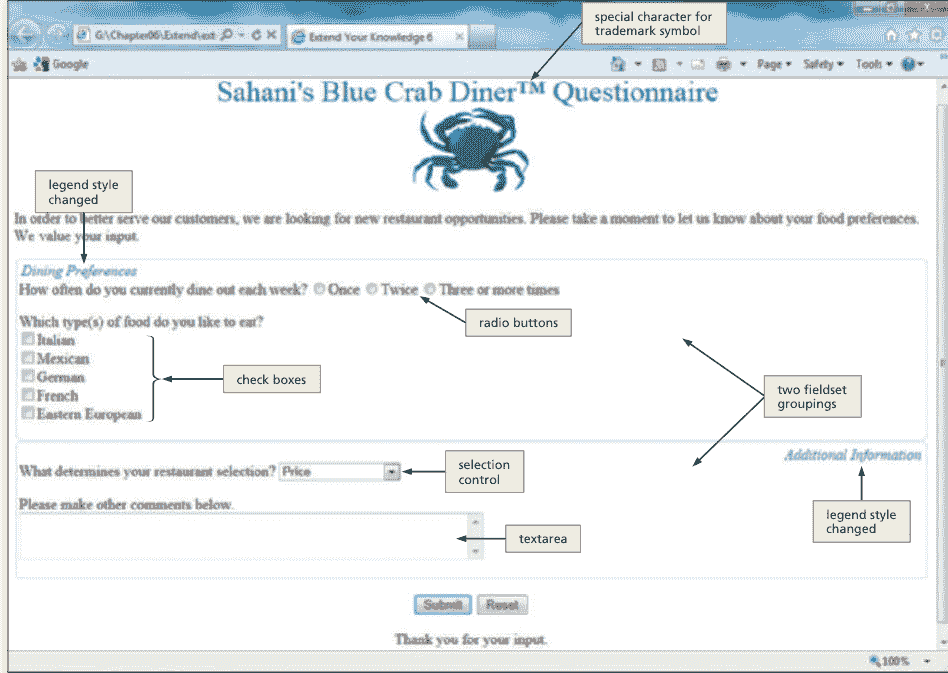 special character for
trademark symbol
G:\Chapter06\Extend\ext
Extend Your Knowledge 6
Google
Page
Safety
Tools
Sahani's Blue Crab Diner™ Questionnaire
legend style
changed
In order to better serve our customers, we are looking for new restaurant opportunities. Please take a moment to let us know about your food preferences.
We value your input.
Dining Preferences
How often do you currently dine out each week? Once Twice Three or more times
radio buttons
Which type(s) of food do you like to eat?
Italian
Mexican
German
French
Eastern European
check boxes
two fieldset
groupings
Additional Information
What determines your restaurant selection? Price
selection
control
legend style
changed
Please make other comments below.
textarea
Submit Reset
Thank you for your input.
100%